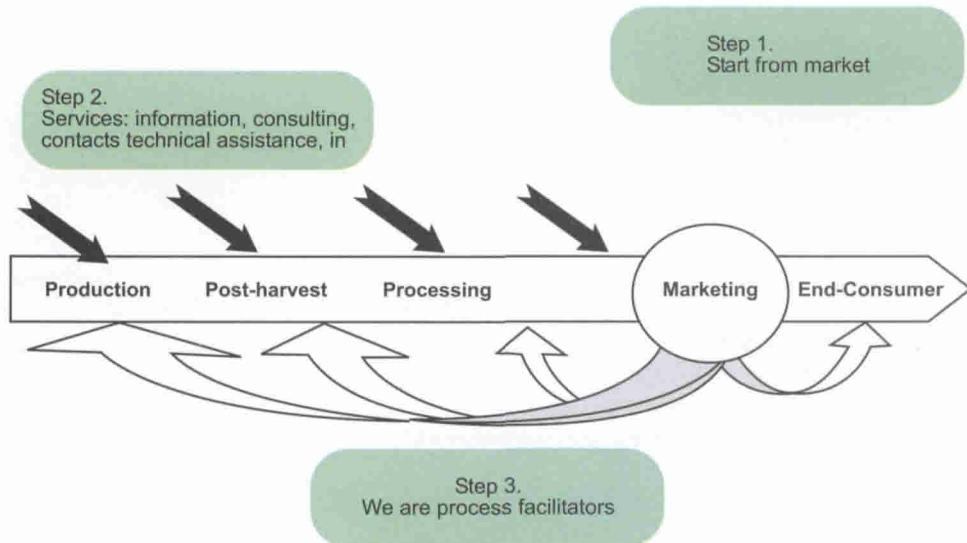 Step 1.
Start from market
Step 2.
Services: information, consulting,
contacts technical assistance, in
Production Post-harvest Processing Marketing End-Consumer
Step 3.
We are process facilitators